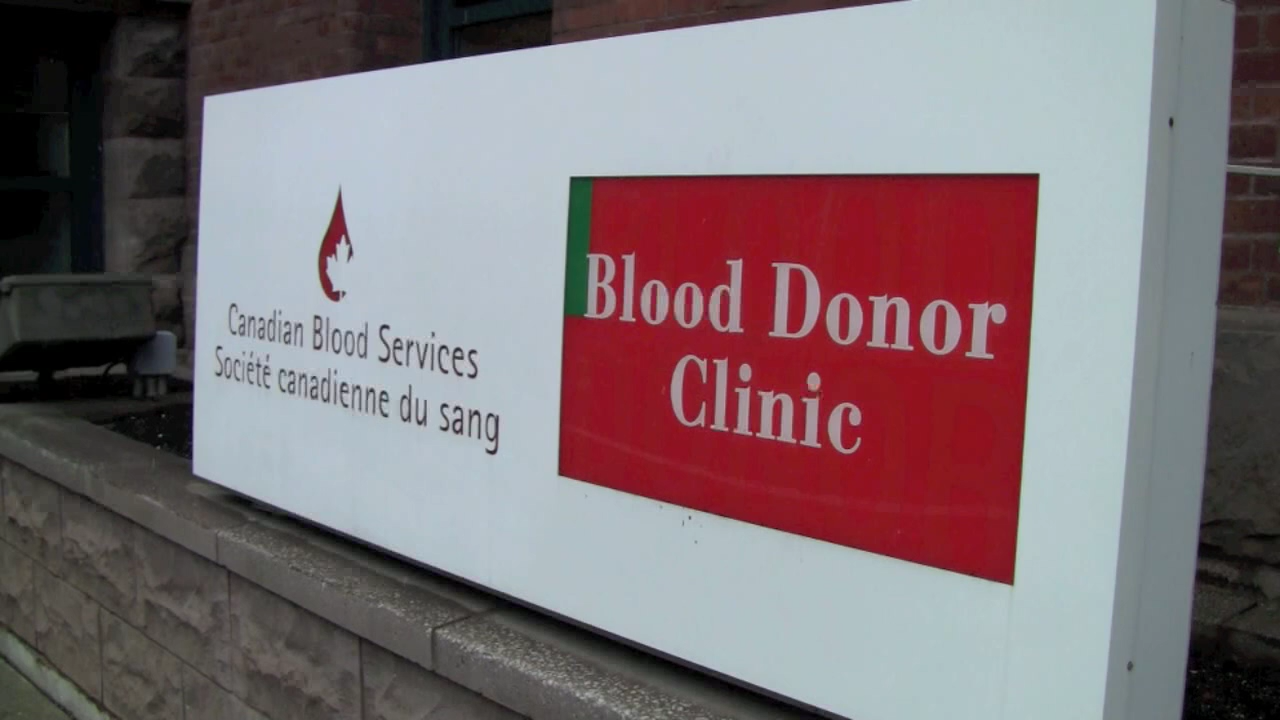 Canadian Blood Services
Société canadienne du sang
Blood Donor
Clinic